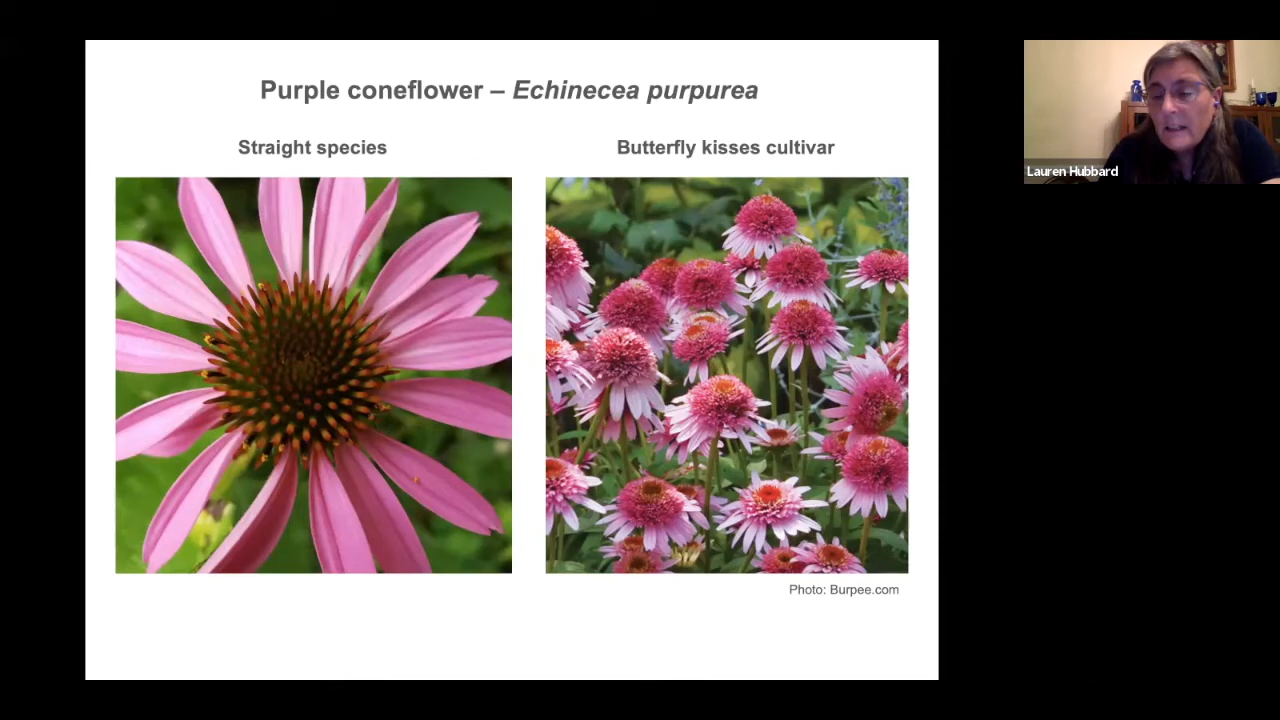 Purple coneflower – Echinecea purpurea
Straight species
Butterfly kisses cultivar
Photo: Burpee.com
Lauren Hubbard